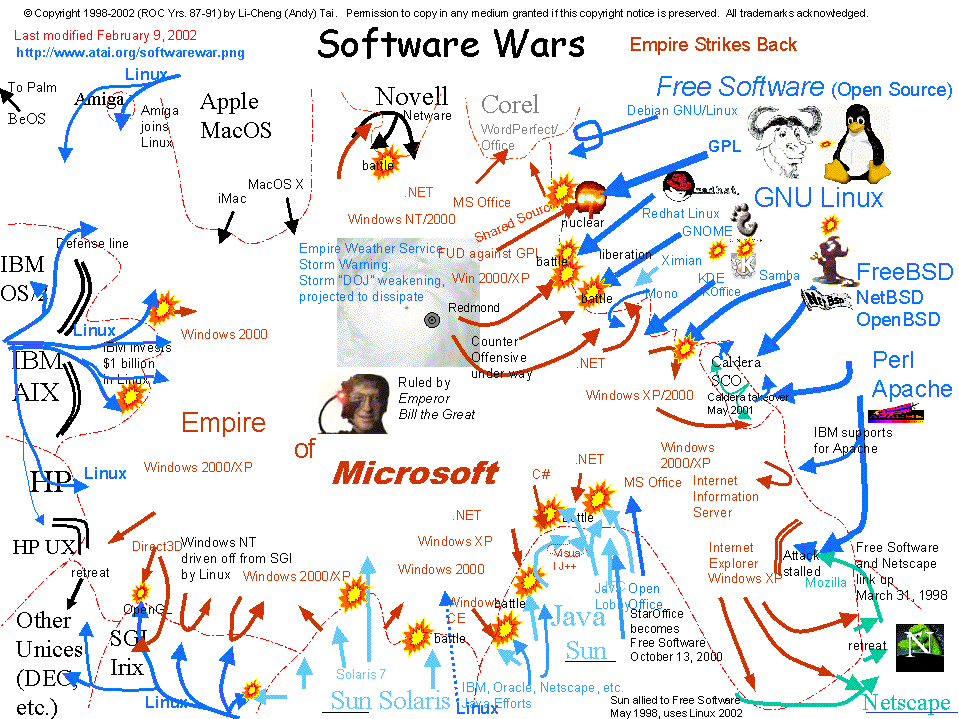 © Copyright 1998-2002 (ROC Yrs. 87-91) by Li-Cheng (Andy) Tai.   Permission to copy in any medium granted if this copyright notice is preserved.  All trademarks acknowledged.
Last modified February 9, 2002
http://www.atai.org/softwarewar.png
Software Wars
Empire Strikes Back
Linux
To Palm
BeOS
Amiga
Amiga
joins
Linux
Apple
MacOS
Novell
Netware
battle
Corel
WordPerfect/
Office
Free Software (Open Source)
Debian GNU/Linux
GPL
GNU Linux
redhat
Redhat Linux
GNOME
MacOS X
iMac
.NET
MS Office
Windows NT/2000
Shared Source
nuclear
FUD against GPL
Win 2000/XP
battle
liberation
Ximian
KDE
KOffice
Samba
Mono
battle
FreeBSD
NetBSD
OpenBSD
Defense line
IBM
OS/2
Linux
Windows 2000
IBM invests
$1 billion
in Linux
IBM
AIX
Empire Weather Service
Storm Warning:
Storm "DOJ" weakening,
projected to dissipate
Redmond
Counter
Offensive
under way
.NET
Windows XP/2000
Caldera
SCO
Caldera takeover
May 2001
Perl
Apache
IBM supports
for Apache
Ruled by
Emperor
Bill the Great
Empire
of
Microsoft
HP
Linux
Windows 2000/XP
HP UX
retreat
Direct3D
Windows NT
driven off from SGI
by Linux
Windows 2000/XP
.NET
Windows XP
Windows 2000
Windows
CE
C#
.NET
MS Office
battle
Visua
l J++
Windows
2000/XP
Internet
Information
Server
Internet
Explorer
Windows XP
Attack
stalled
Mozilla
Free Software
and Netscape
link up
March 31, 1998
Other
Unices
(DEC,
etc.)
OpenGL
SGI
Irix
Linux
Solaris 7
Sun Solaris
battle
battle
Java
Sun
Java
Lobby
Open
Office
StarOffice
becomes
Free Software
October 13, 2000
IBM, Oracle, Netscape, etc.
Java Efforts
Linux
Sun allied to Free Software
May 1998, uses Linux 2002
retreat
N
Netscape